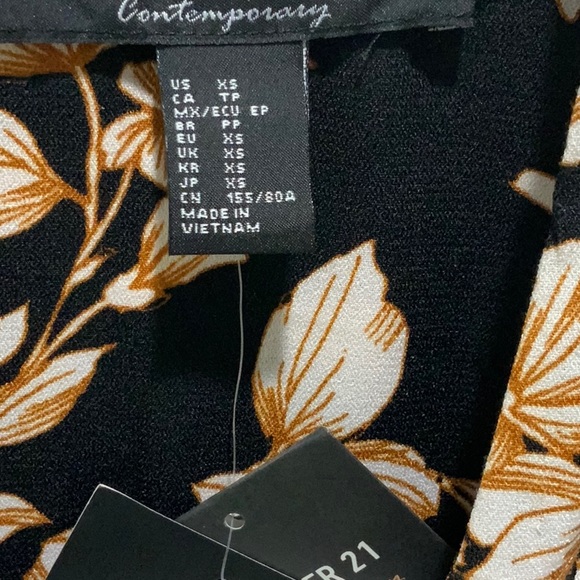 Contemporary
US XS
CA TP
MX/ECU EP
BR PP
EU XS
UK XS
KR XS
JP XS
CN 155/80A
MADE IN
VIETNAM
ER 21